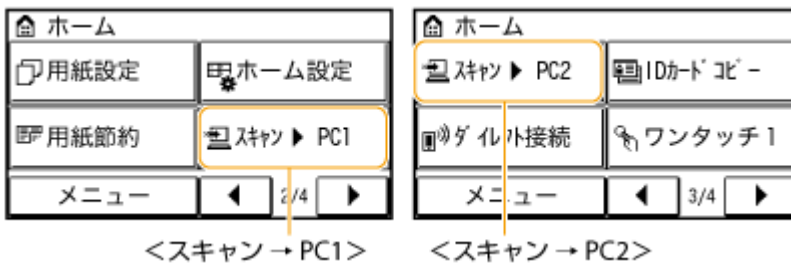 ホーム
用紙設定 ホーム設定
用紙節約 スキャン ▶ PC1
メニュー ◀ 2/4 ▶
<スキャン → PC1>
ホーム
スキャン ▶ PC2 IDカード コピー
ダイレクト接続 ワンタッチ1
メニュー ◀ 3/4 ▶
<スキャン → PC2>